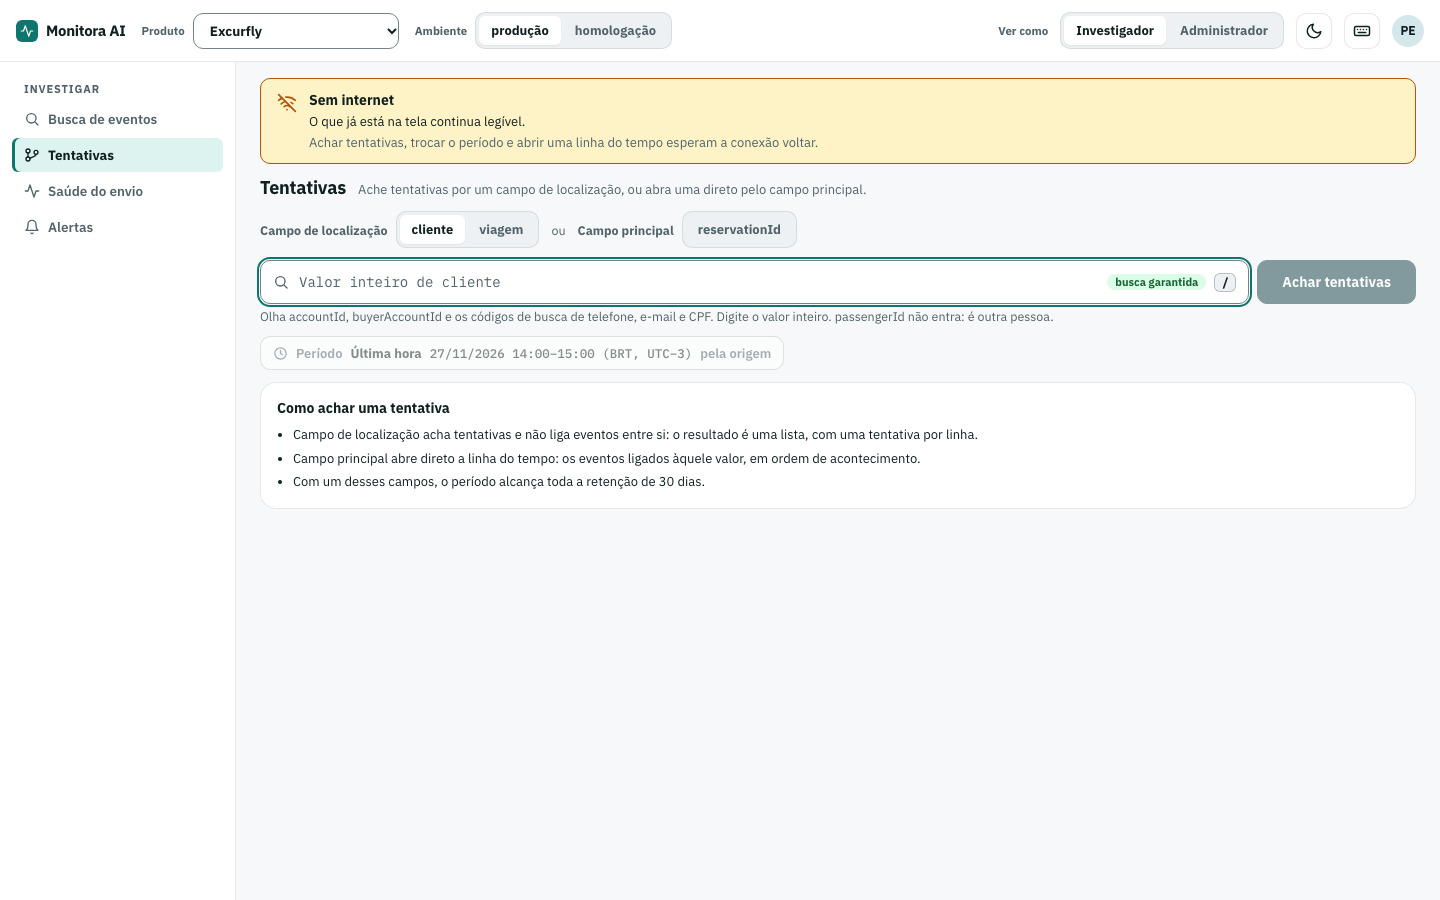 Monitora AI Produto Excurfly Ambiente produção homologação Ver como Investigador Administrador PE
INVESTIGAR
Busca de eventos
Tentativas
Saúde do envio
Alertas
Sem internet
O que já está na tela continua legível.
Achar tentativas, trocar o período e abrir uma linha do tempo esperam a conexão voltar.
Tentativas Ache tentativas por um campo de localização, ou abra uma direto pelo campo principal.
Campo de localização cliente viagem ou Campo principal reservationId
Valor inteiro de cliente busca garantida / Achar tentativas
Olha accountId, buyerAccountId e os códigos de busca de telefone, e-mail e CPF. Digite o valor inteiro. passengerId não entra: é outra pessoa.
Período Última hora 27/11/2026 14:00–15:00 (BRT, UTC−3) pela origem
Como achar uma tentativa
• Campo de localização acha tentativas e não liga eventos entre si: o resultado é uma lista, com uma tentativa por linha.
• Campo principal abre direto a linha do tempo: os eventos ligados àquele valor, em ordem de acontecimento.
• Com um desses campos, o período alcança toda a retenção de 30 dias.